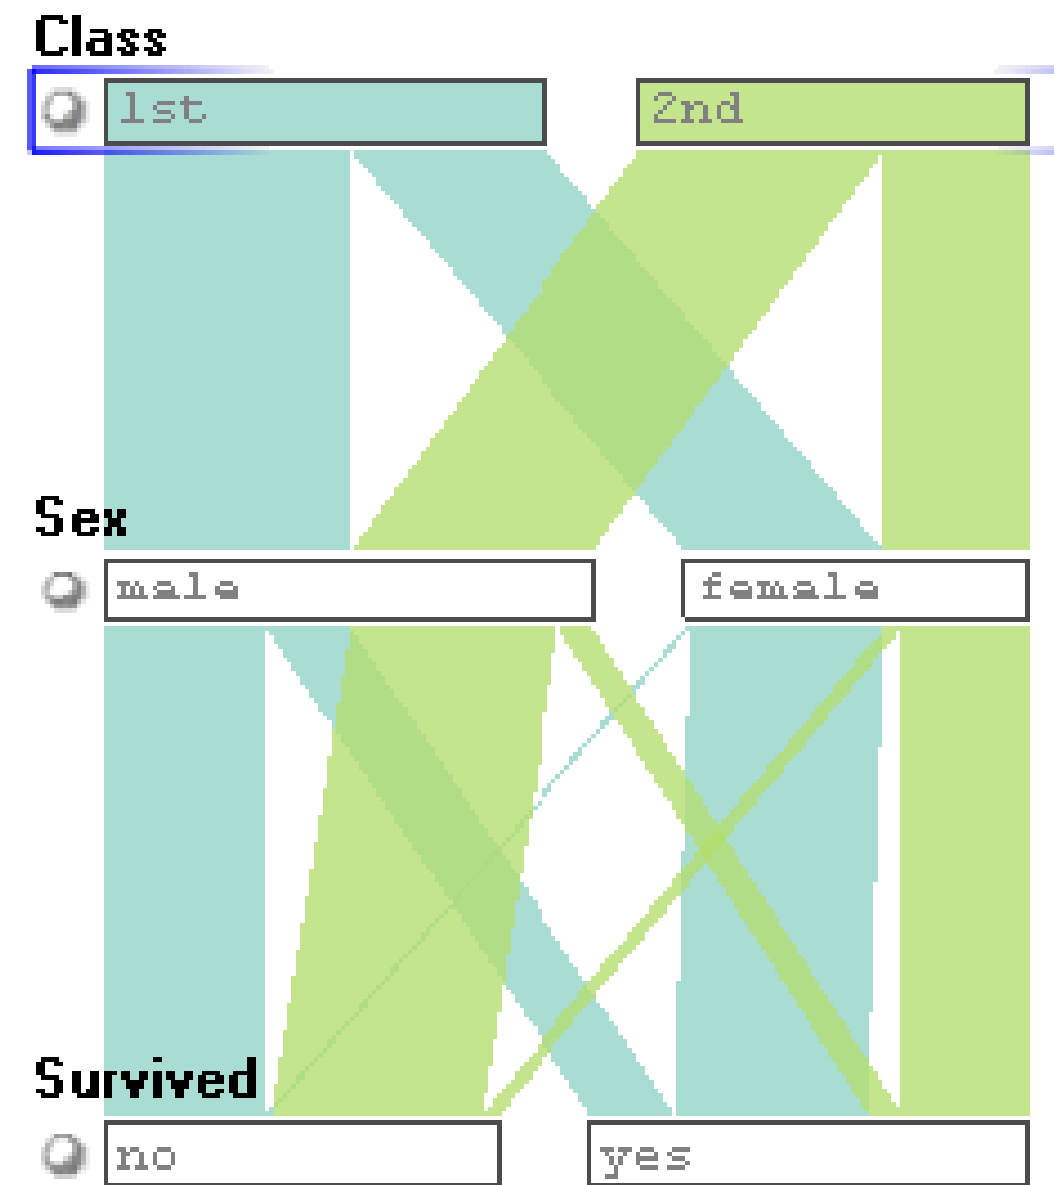 Class
1st 2nd
Sex
male female
Survived
no yes